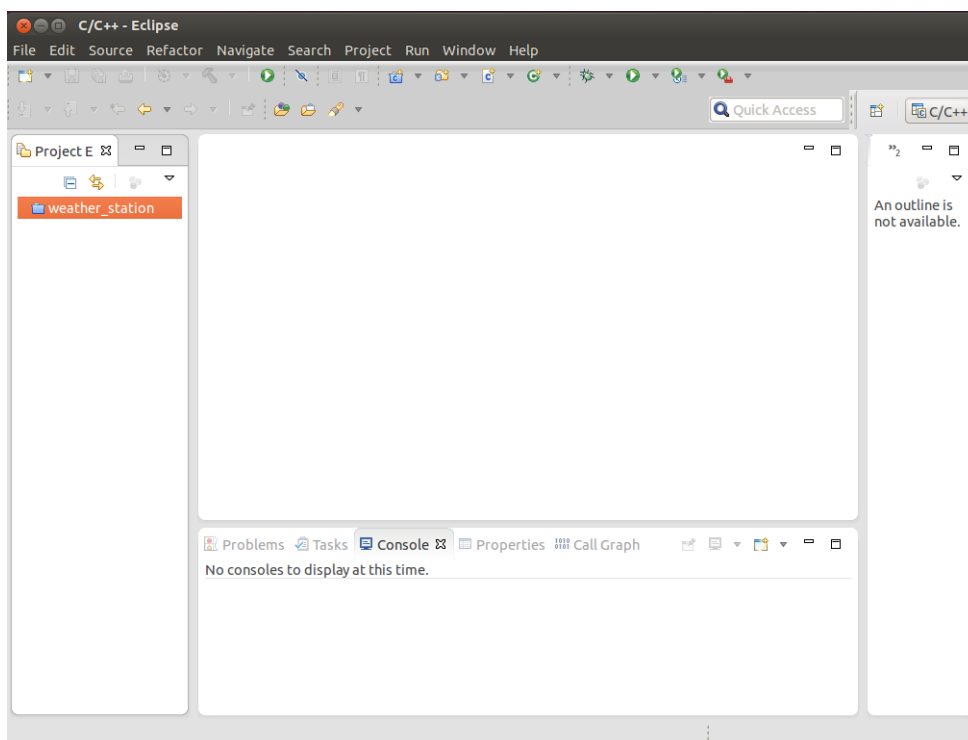 C/C++ - Eclipse
File Edit Source Refactor Navigate Search Project Run Window Help
Quick Access
C/C++
Project E
weather_station
»2
An outline is
not available.
Problems Tasks Console Properties Call Graph
No consoles to display at this time.